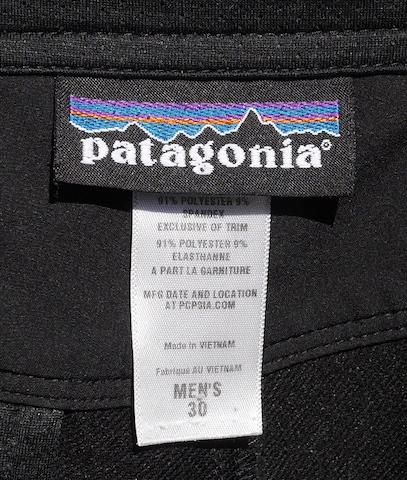 patagonia®
91% POLYESTER 9%
SPANDEX
EXCLUSIVE OF TRIM
91% POLYESTER 9%
ELASTHANNE
A PART LA GARNITURE
MFG DATE AND LOCATION
AT PCPSIA.COM
Made in VIETNAM
Fabriqué AU VIETNAM
MEN'S
30